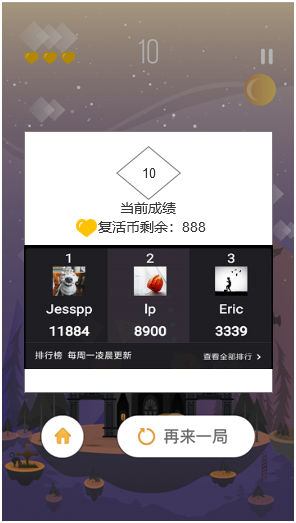 10
10
当前成绩
复活币剩余：888
1 2 3
Jesspp lp Eric
11884 8900 3339
排行榜 每周一凌晨更新 查看全部排行 >
再来一局